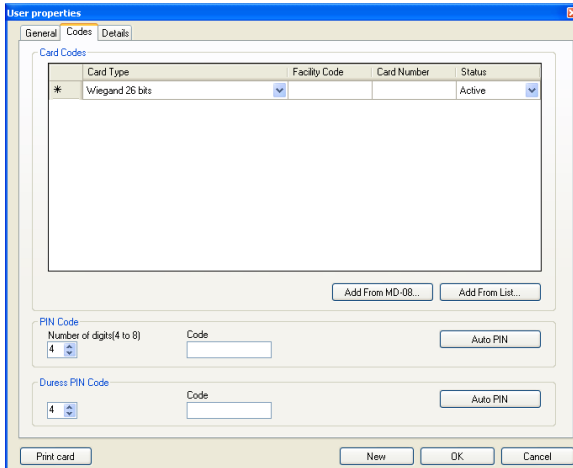 User properties
General Codes Details
Card Codes
Card Type Facility Code Card Number Status
* Wiegand 26 bits Active
Add From MD-08... Add From List...
PIN Code
Number of digits(4 to 8) Code
4 Auto PIN
Duress PIN Code
Code
4 Auto PIN
Print card New OK Cancel